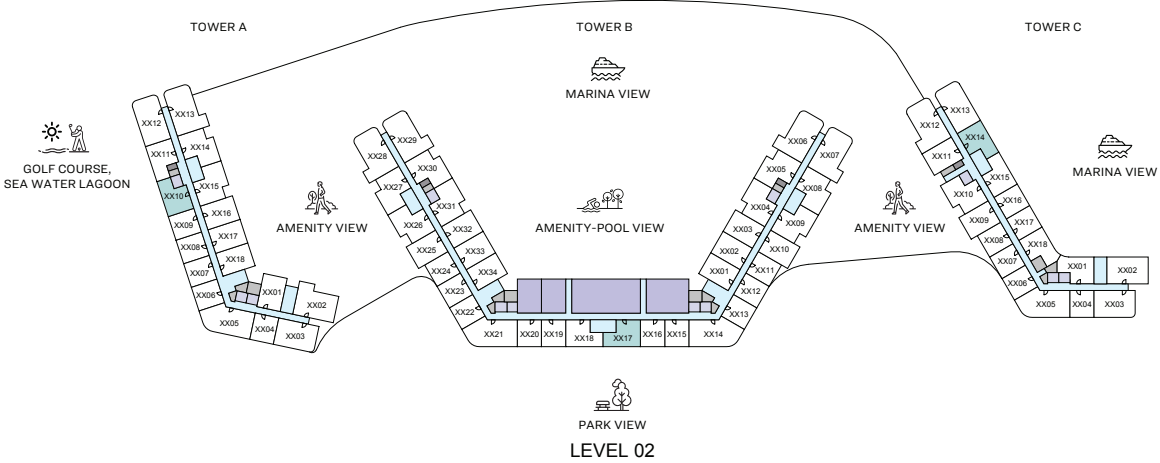 TOWER A
TOWER B
TOWER C
MARINA VIEW
GOLF COURSE,
SEA WATER LAGOON
AMENITY VIEW
AMENITY-POOL VIEW
AMENITY VIEW
MARINA VIEW
XX13
XX12
XX14
XX11
XX15
XX10
XX16
XX09
XX17
XX08
XX18
XX07
XX06
XX01
XX02
XX05
XX04
XX03
XX29
XX28
XX30
XX27
XX31
XX26
XX32
XX25
XX33
XX24
XX34
XX23
XX22
XX21
XX20
XX19
XX18
XX17
XX16
XX15
XX14
XX13
XX12
XX11
XX01
XX10
XX02
XX09
XX03
XX04
XX08
XX05
XX07
XX06
XX13
XX12
XX14
XX11
XX15
XX10
XX16
XX09
XX17
XX08
XX18
XX07
XX06
XX01
XX02
XX05
XX04
XX03
PARK VIEW
LEVEL 02